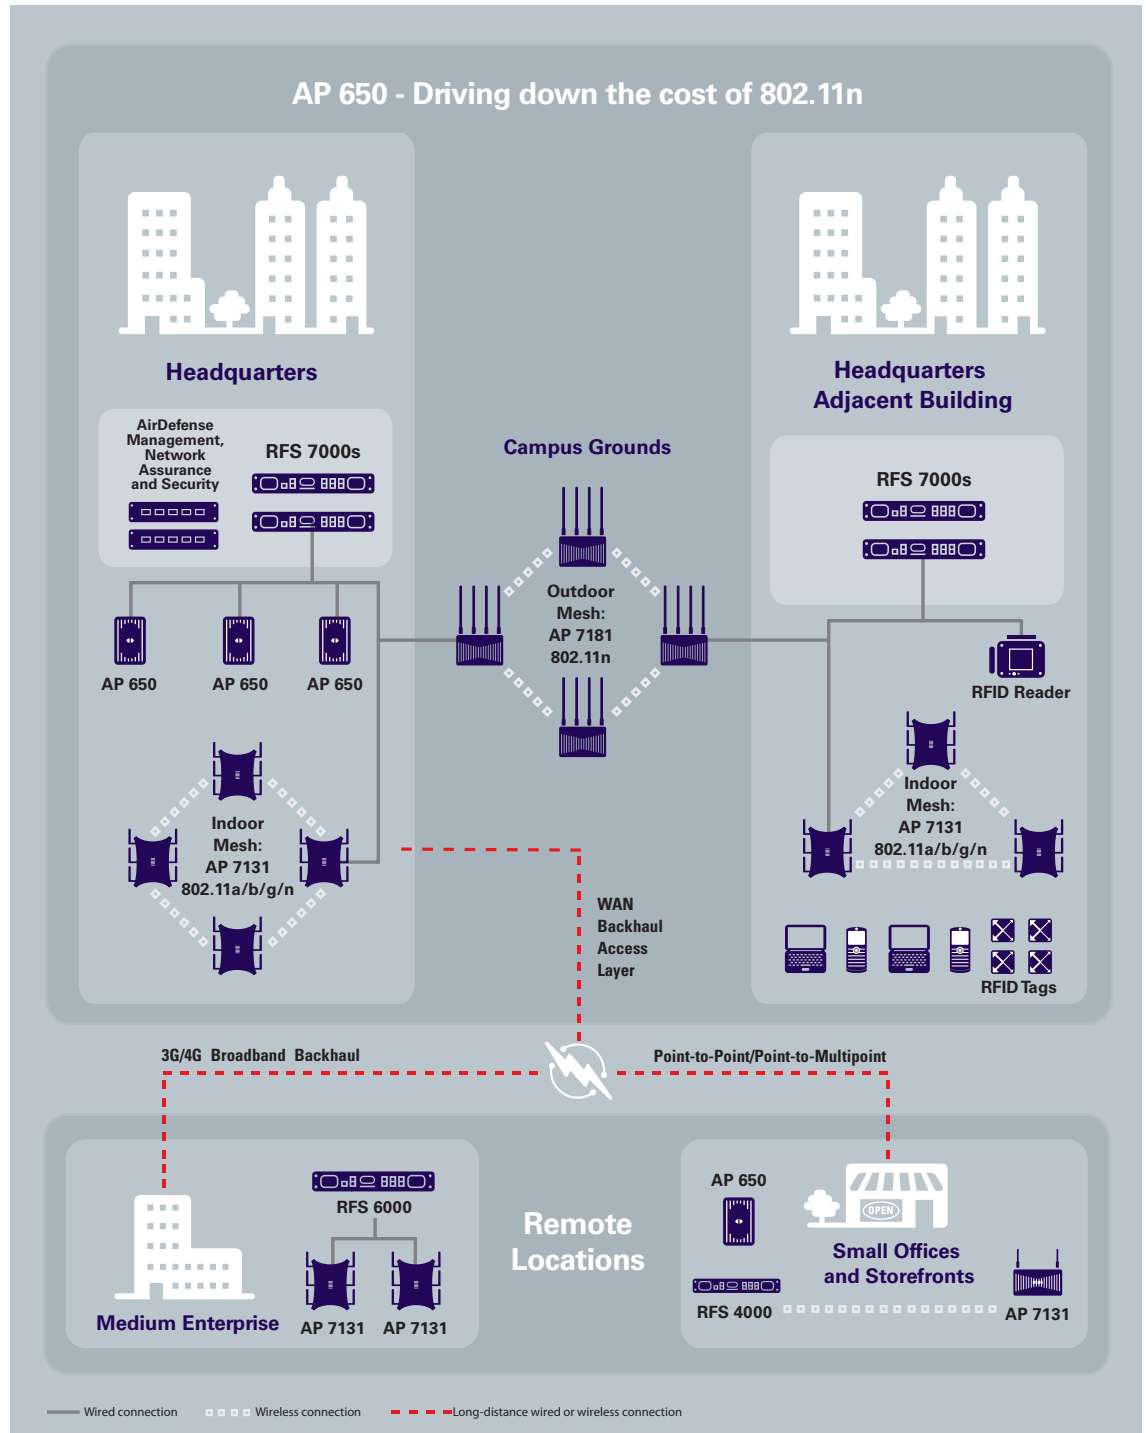 AP 650 - Driving down the cost of 802.11n
Headquarters
AirDefense
Management,
Network
Assurance
and Security
RFS 7000s
AP 650
AP 650
AP 650
Indoor
Mesh:
AP 7131
802.11a/b/g/n
Campus Grounds
Outdoor
Mesh:
AP 7181
802.11n
Headquarters
Adjacent Building
RFS 7000s
RFID Reader
Indoor
Mesh:
AP 7131
802.11a/b/g/n
RFID Tags
WAN
Backhaul
Access
Layer
3G/4G Broadband Backhaul
Point-to-Point/Point-to-Multipoint
RFS 6000
Medium Enterprise
AP 7131
AP 7131
Remote
Locations
AP 650
OPEN
Small Offices
and Storefronts
RFS 4000
AP 7131
Wired connection
Wireless connection
Long-distance wired or wireless connection